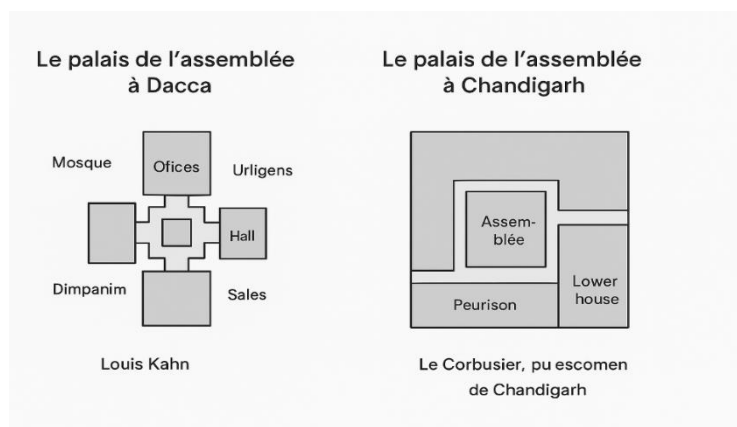 Le palais de l'assemblée
à Dacca
Mosque
Ofices
Urligens
Hall
Dimpanim
Sales
Louis Kahn
Le palais de l'assemblée
à Chandigarh
Assem-
blée
Lower
house
Peurison
Le Corbusier, pu escomen
de Chandigarh